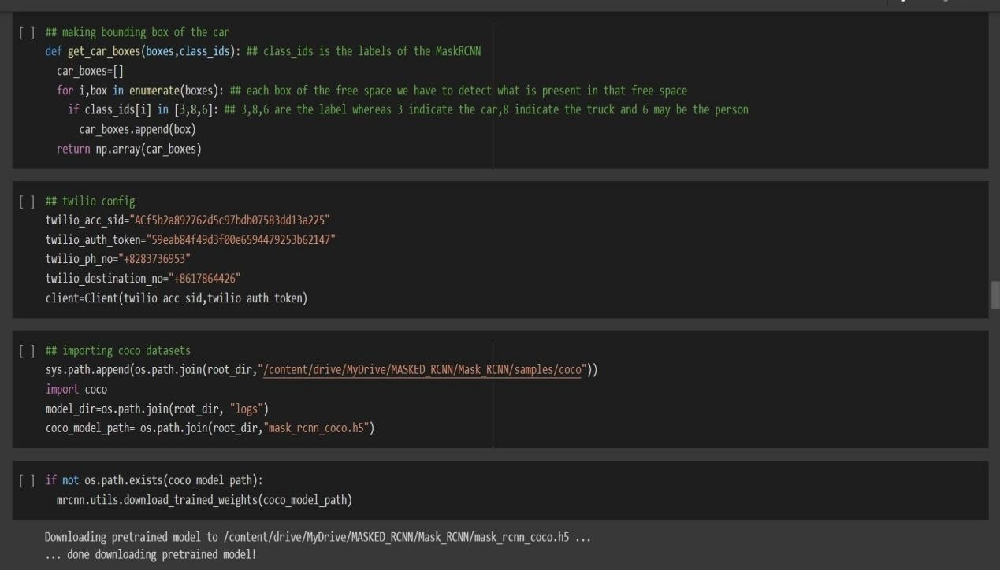 [ ] ## making bounding box of the car
def get_car_boxes(boxes,class_ids): ## class_ids is the labels of the MaskRCNN
car_boxes=[]
for i,box in enumerate(boxes): ## each box of the free space we have to detect what is present in that free space
if class_ids[i] in [3,8,6]: ## 3,8,6 are the label whereas 3 indicate the car,8 indicate the truck and 6 may be the person
car_boxes.append(box)
return np.array(car_boxes)
[ ] ## twilio config
twilio_acc_sid="ACf5b2a892762d5c97bdb07583dd13a225"
twilio_auth_token="59eab84f49d3f00e6594479253b62147"
twilio_ph_no="+8283736953"
twilio_destination_no="+8617864426"
client=Client(twilio_acc_sid,twilio_auth_token)
[ ] ## importing coco datasets
sys.path.append(os.path.join(root_dir,"/content/drive/MyDrive/MASKED_RCNN/Mask_RCNN/samples/coco"))
import coco
model_dir=os.path.join(root_dir, "logs")
coco_model_path= os.path.join(root_dir,"mask_rcnn_coco.h5")
[ ] if not os.path.exists(coco_model_path):
mrcnn.utils.download_trained_weights(coco_model_path)
Downloading pretrained model to /content/drive/MyDrive/MASKED_RCNN/Mask_RCNN/mask_rcnn_coco.h5 ...
... done downloading pretrained model!